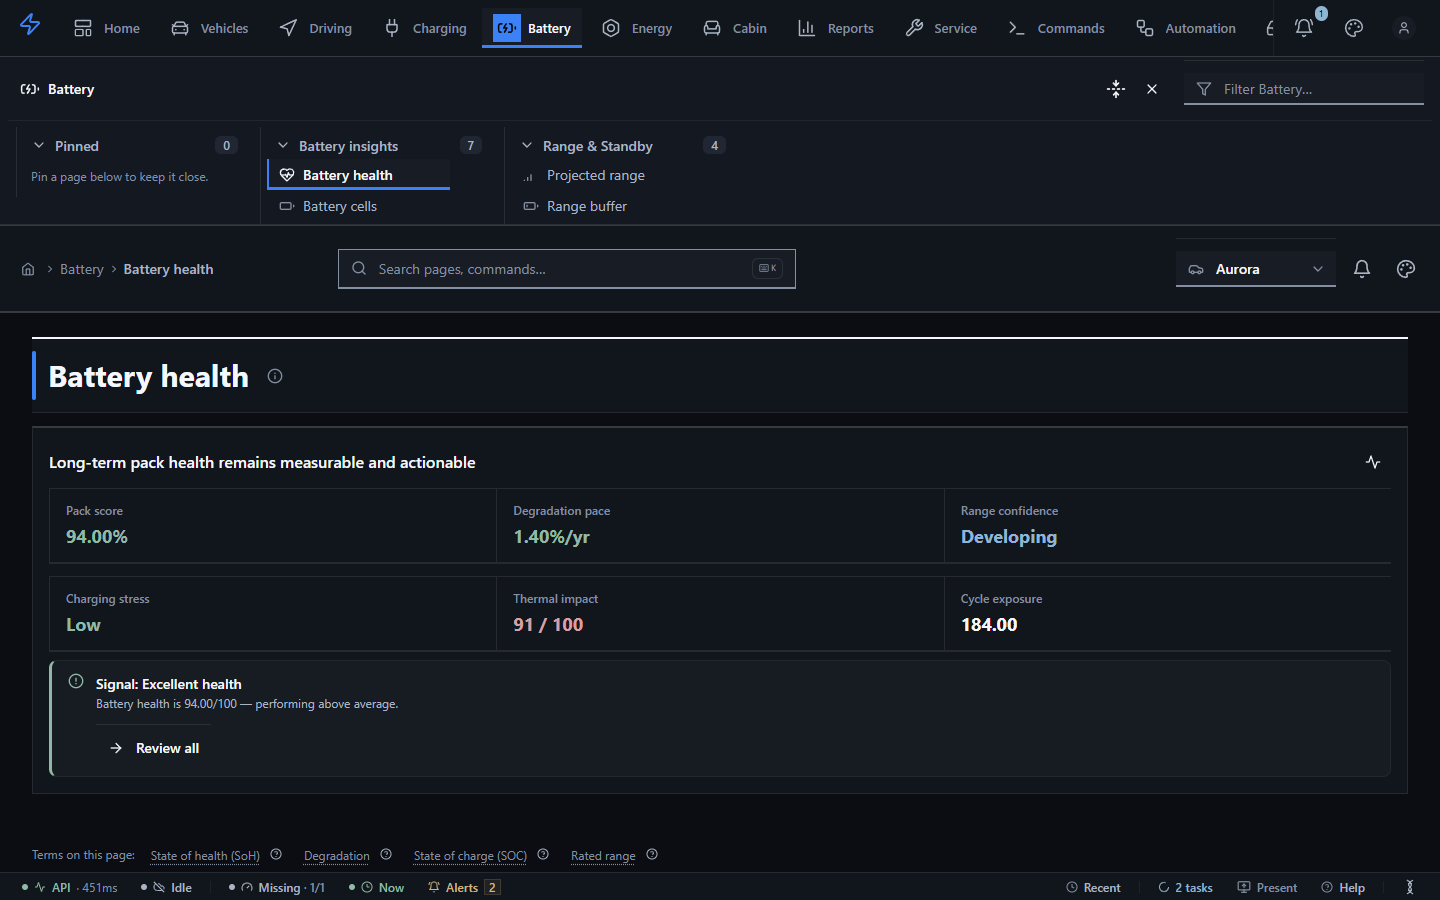 Home Vehicles Driving Charging Battery Energy Cabin Reports Service Commands Automation 1
Battery Filter Battery...
Pinned 0 Battery insights 7 Range & Standby 4
Pin a page below to keep it close. Battery health Projected range
Battery cells Range buffer
Battery Battery health Search pages, commands... K Aurora
Battery health
Long-term pack health remains measurable and actionable
Pack score Degradation pace Range confidence
94.00% 1.40%/yr Developing
Charging stress Thermal impact Cycle exposure
Low 91 / 100 184.00
Signal: Excellent health
Battery health is 94.00/100 — performing above average.
Review all
Terms on this page: State of health (SoH) Degradation State of charge (SOC) Rated range
API · 451ms Idle Missing · 1/1 Now Alerts 2 Recent 2 tasks Present Help